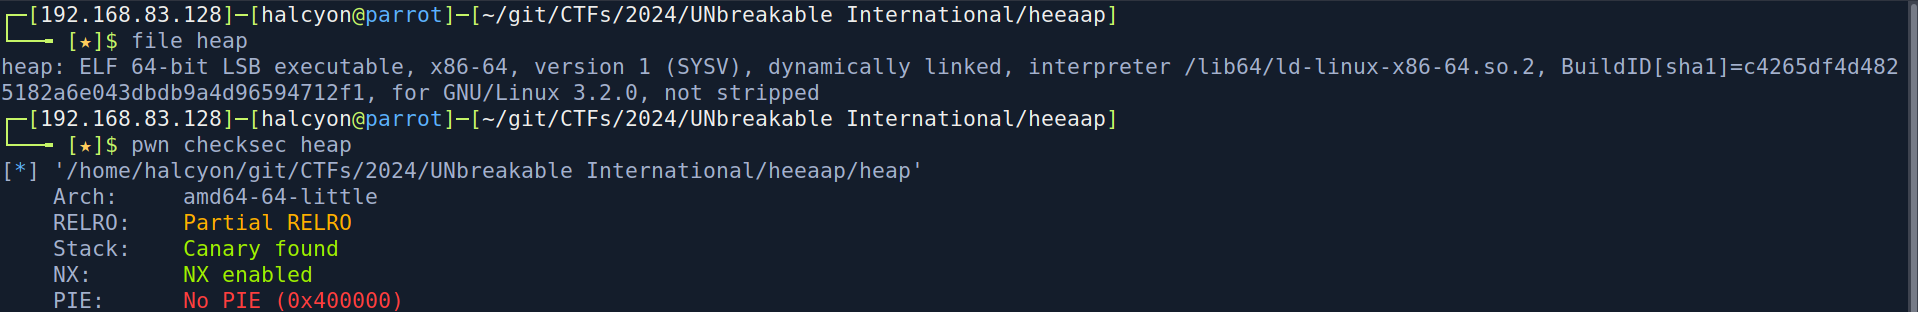 ┌─[192.168.83.128]─[halcyon@parrot]─[~/git/CTFs/2024/UNbreakable International/heeaap]
└──╼ [★]$ file heap
heap: ELF 64-bit LSB executable, x86-64, version 1 (SYSV), dynamically linked, interpreter /lib64/ld-linux-x86-64.so.2, BuildID[sha1]=c4265df4d482
5182a6e043dbdb9a4d96594712f1, for GNU/Linux 3.2.0, not stripped
┌─[192.168.83.128]─[halcyon@parrot]─[~/git/CTFs/2024/UNbreakable International/heeaap]
└──╼ [★]$ pwn checksec heap
[*] '/home/halcyon/git/CTFs/2024/UNbreakable International/heeaap/heap'
    Arch:     amd64-64-little
    RELRO:    Partial RELRO
    Stack:    Canary found
    NX:       NX enabled
    PIE:      No PIE (0x400000)